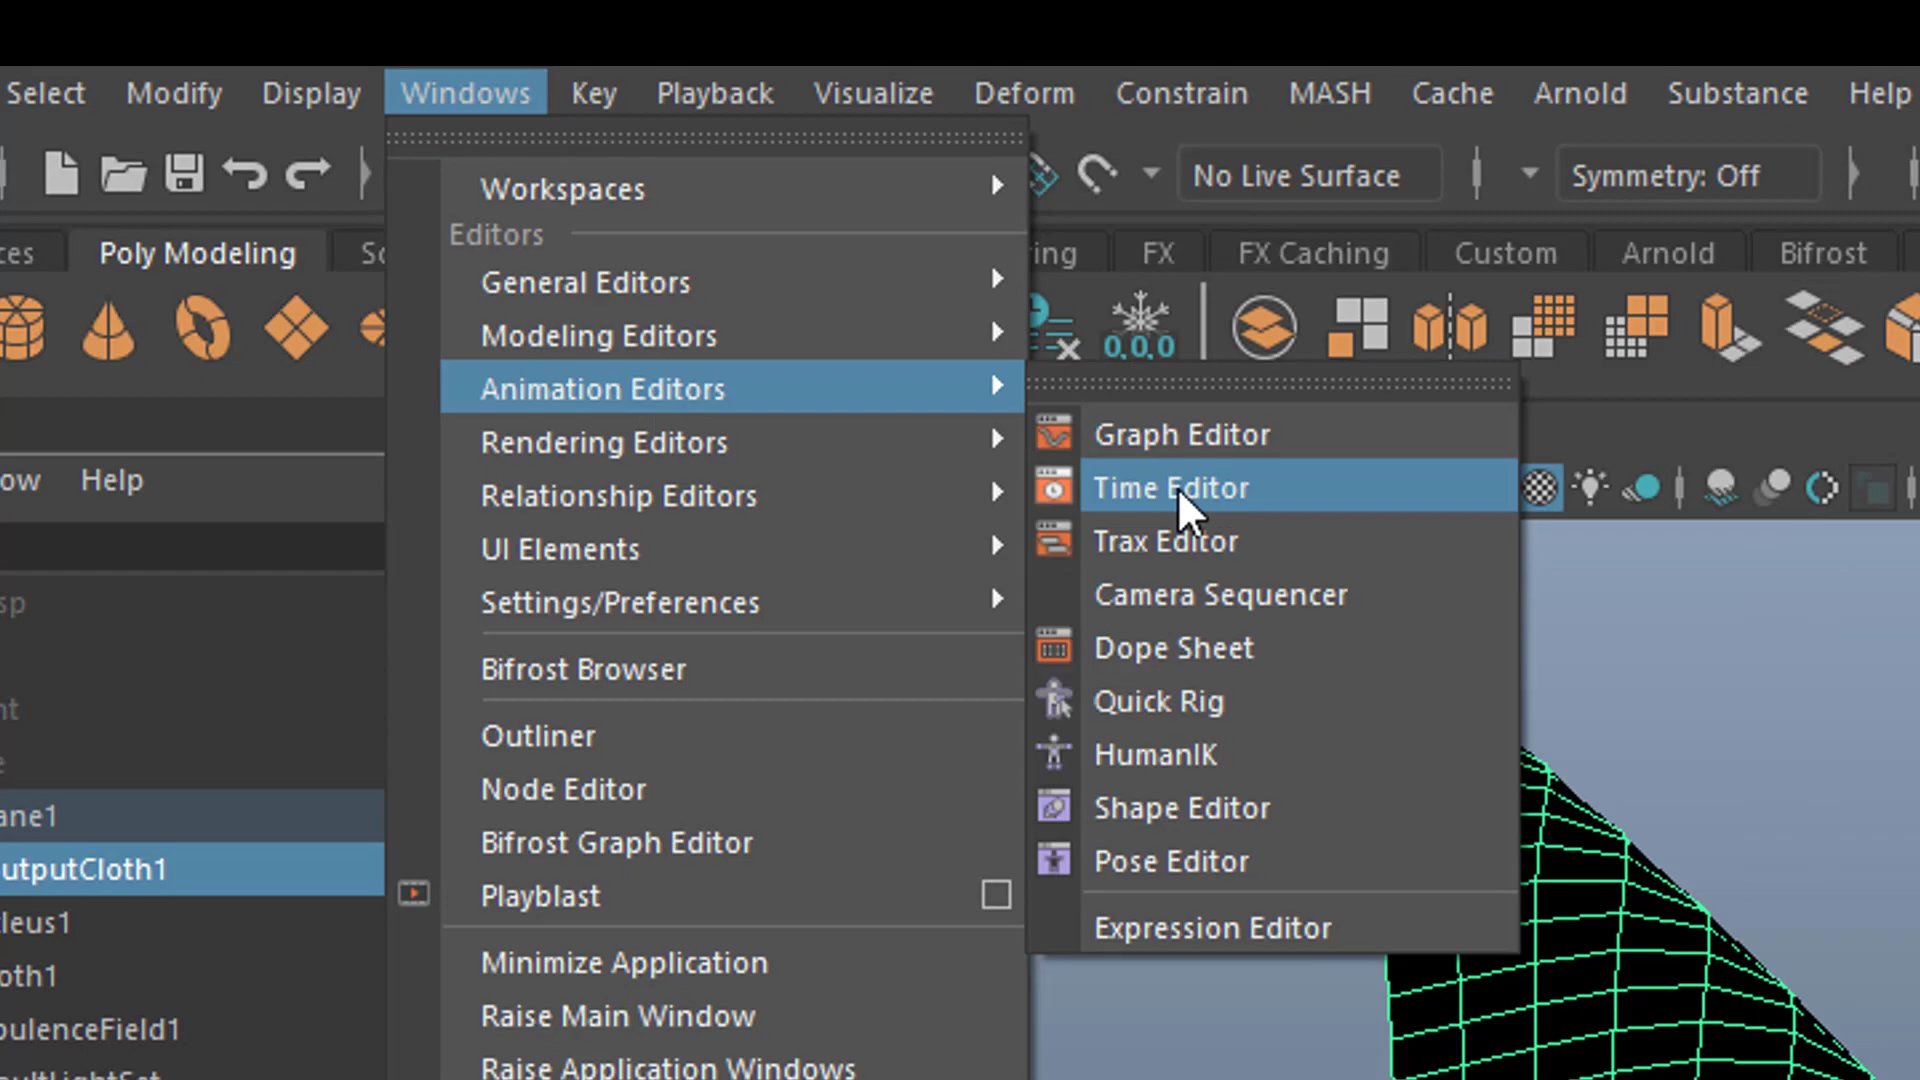 Select Modify Display Windows Key Playback Visualize Deform Constrain MASH Cache Arnold Substance Help
No Live Surface Symmetry: Off
Poly Modeling FX FX Caching Custom Arnold Bifrost
0,0,0
Help
Workspaces
Editors
General Editors
Modeling Editors
Animation Editors
Rendering Editors
Relationship Editors
UI Elements
Settings/Preferences
Bifrost Browser
Outliner
Node Editor
Bifrost Graph Editor
Playblast
Minimize Application
Raise Main Window
Raise Application Windows
Graph Editor
Time Editor
Trax Editor
Camera Sequencer
Dope Sheet
Quick Rig
HumanIK
Shape Editor
Pose Editor
Expression Editor
ane1
utputCloth1
leus1
oth1
bulenceField1